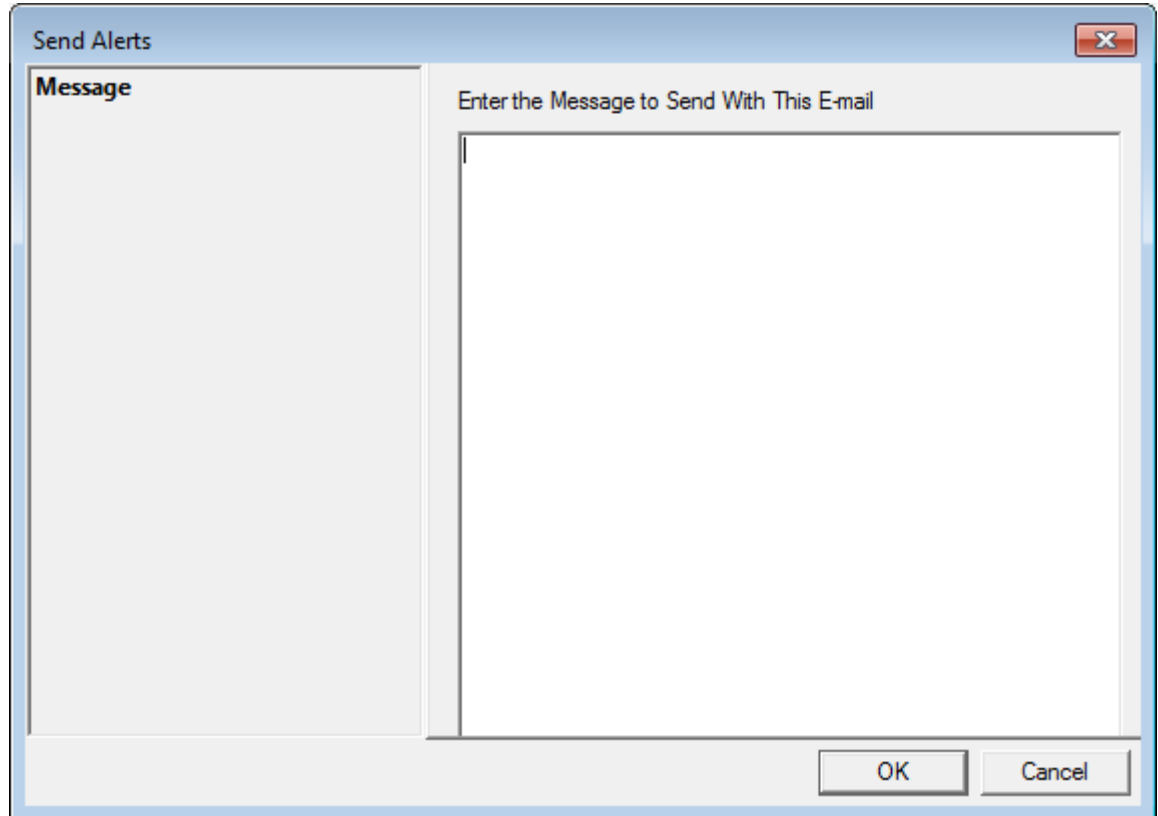 Send Alerts
Message
Enter the Message to Send With This E-mail
OK
Cancel